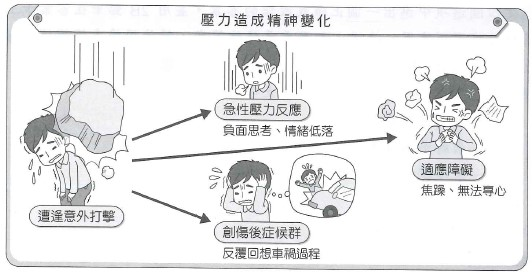 壓力造成精神變化
急性壓力反應
負面思考、情緒低落
適應障礙
焦躁、無法專心
遭逢意外打擊
創傷後症候群
反覆回想車禍過程